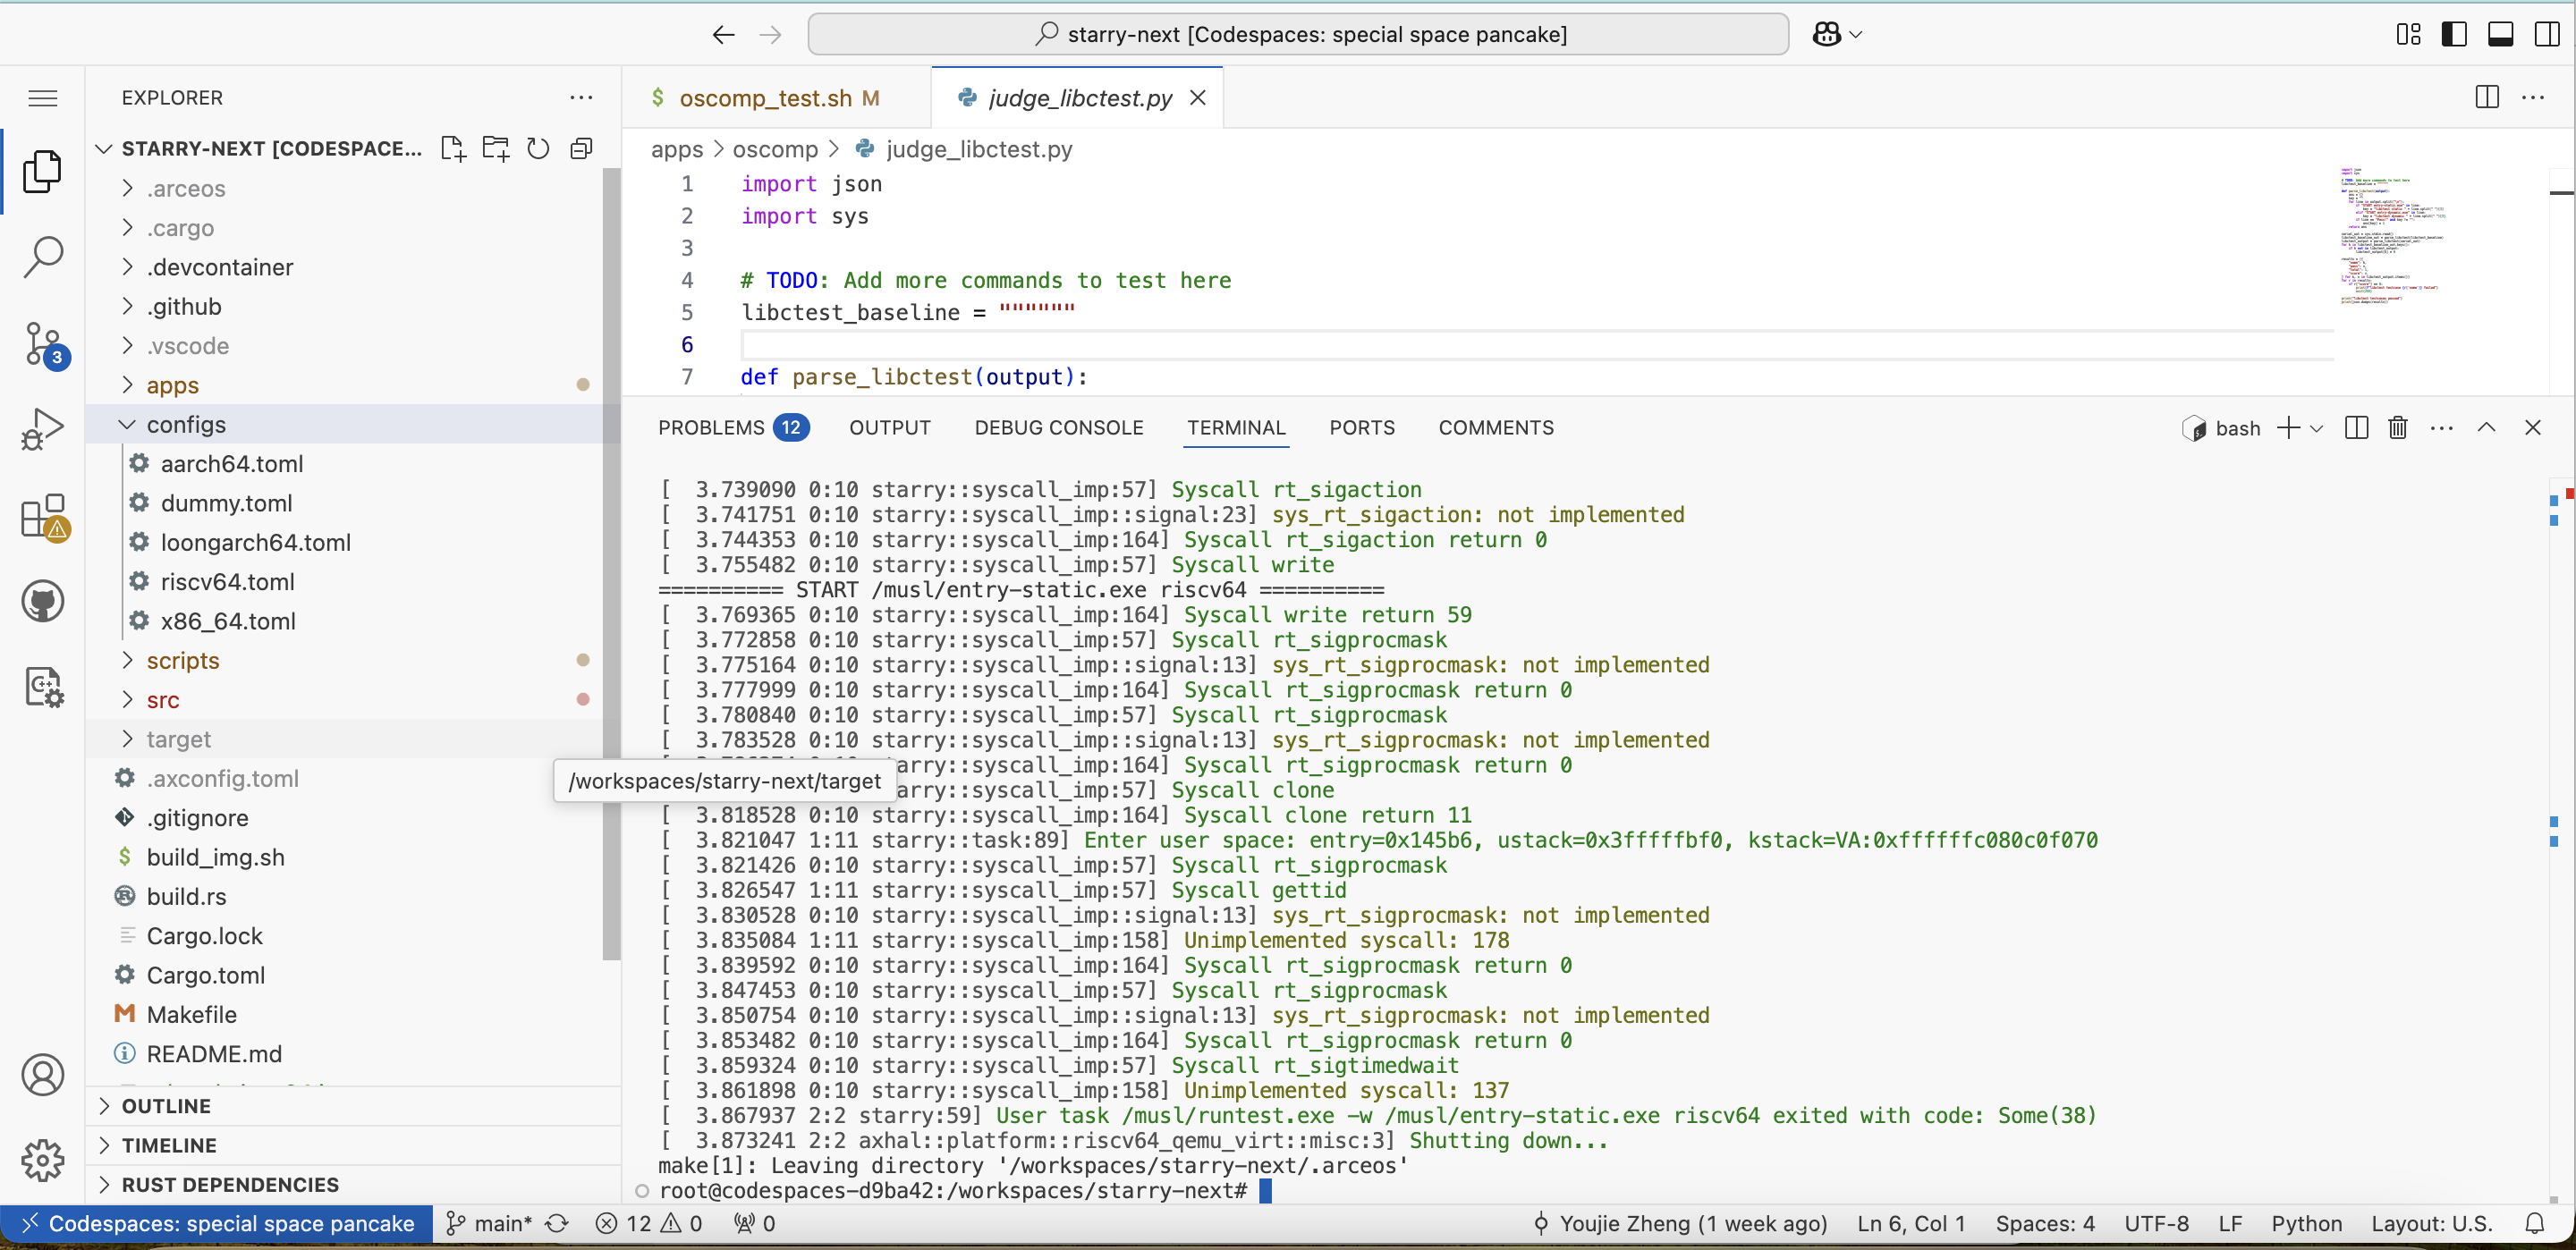 starry-next [Codespaces: special space pancake]
EXPLORER
STARRY-NEXT [CODESPACE...
.arceos
.cargo
.devcontainer
.github
.vscode
apps
configs
aarch64.toml
dummy.toml
loongarch64.toml
riscv64.toml
x86_64.toml
scripts
src
target
.axconfig.toml
.gitignore
build_img.sh
build.rs
Cargo.lock
Cargo.toml
Makefile
README.md
OUTLINE
TIMELINE
RUST DEPENDENCIES
3
/workspaces/starry-next/target
$ oscomp_test.sh M
judge_libctest.py
apps > oscomp > judge_libctest.py
1 import json
2 import sys
3
4 # TODO: Add more commands to test here
5 libctest_baseline = """"""
6
7 def parse_libctest(output):
PROBLEMS 12 OUTPUT DEBUG CONSOLE TERMINAL PORTS COMMENTS
bash
[  3.739090 0:10 starry::syscall_imp:57] Syscall rt_sigaction
[  3.741751 0:10 starry::syscall_imp::signal:23] sys_rt_sigaction: not implemented
[  3.744353 0:10 starry::syscall_imp:164] Syscall rt_sigaction return 0
[  3.755482 0:10 starry::syscall_imp:57] Syscall write
========== START /musl/entry-static.exe riscv64 ==========
[  3.769365 0:10 starry::syscall_imp:164] Syscall write return 59
[  3.772858 0:10 starry::syscall_imp:57] Syscall rt_sigprocmask
[  3.775164 0:10 starry::syscall_imp::signal:13] sys_rt_sigprocmask: not implemented
[  3.777999 0:10 starry::syscall_imp:164] Syscall rt_sigprocmask return 0
[  3.780840 0:10 starry::syscall_imp:57] Syscall rt_sigprocmask
[  3.783528 0:10 starry::syscall_imp::signal:13] sys_rt_sigprocmask: not implemented
arry::syscall_imp:164] Syscall rt_sigprocmask return 0
arry::syscall_imp:57] Syscall clone
[  3.818528 0:10 starry::syscall_imp:164] Syscall clone return 11
[  3.821047 1:11 starry::task:89] Enter user space: entry=0x145b6, ustack=0x3fffffbf0, kstack=VA:0xffffffc080c0f070
[  3.821426 0:10 starry::syscall_imp:57] Syscall rt_sigprocmask
[  3.826547 1:11 starry::syscall_imp:57] Syscall gettid
[  3.830528 0:10 starry::syscall_imp::signal:13] sys_rt_sigprocmask: not implemented
[  3.835084 1:11 starry::syscall_imp:158] Unimplemented syscall: 178
[  3.839592 0:10 starry::syscall_imp:164] Syscall rt_sigprocmask return 0
[  3.847453 0:10 starry::syscall_imp:57] Syscall rt_sigprocmask
[  3.850754 0:10 starry::syscall_imp::signal:13] sys_rt_sigprocmask: not implemented
[  3.853482 0:10 starry::syscall_imp:164] Syscall rt_sigprocmask return 0
[  3.859324 0:10 starry::syscall_imp:57] Syscall rt_sigtimedwait
[  3.861898 0:10 starry::syscall_imp:158] Unimplemented syscall: 137
[  3.867937 2:2 starry:59] User task /musl/runtest.exe -w /musl/entry-static.exe riscv64 exited with code: Some(38)
[  3.873241 2:2 axhal::platform::riscv64_qemu_virt::misc:3] Shutting down...
make[1]: Leaving directory '/workspaces/starry-next/.arceos'
root@codespaces-d9ba42:/workspaces/starry-next#
Codespaces: special space pancake main* 12 0 0 Youjie Zheng (1 week ago) Ln 6, Col 1 Spaces: 4 UTF-8 LF Python Layout: U.S.